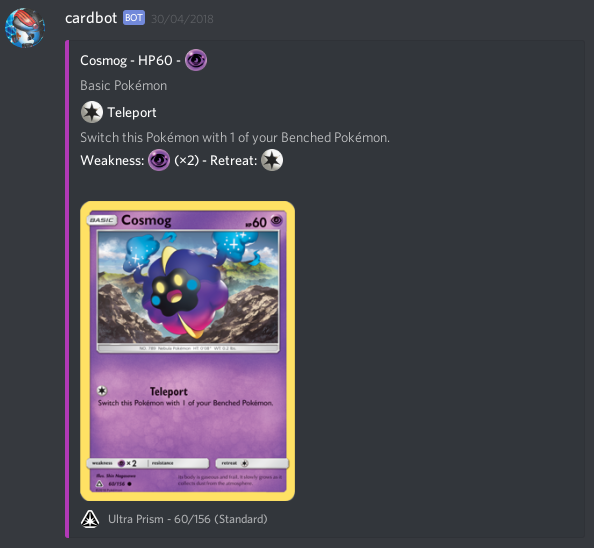 cardbot BOT 30/04/2018
Cosmog - HP60 -
Basic Pokémon
Teleport
Switch this Pokémon with 1 of your Benched Pokémon.
Weakness: (×2) - Retreat:
BASIC Cosmog HP60
Teleport
Switch this Pokémon with 1 of your Benched Pokémon.
weakness ×2 resistance retreat
60/156
Ultra Prism - 60/156 (Standard)